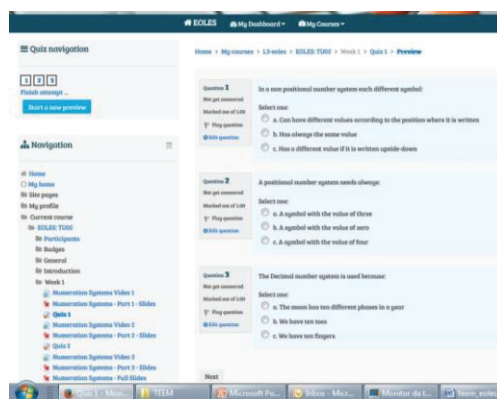 EOLES My Dashboard My Courses
Quiz navigation
1 2 3
Finish attempt ...
Start a new preview
Navigation
Home
My home
Site pages
My profile
Current course
EOLES TU01
Participants
Badges
General
Introduction
Week 1
Numeration Systems Video 1
Numeration Systems - Part 1 - Slides
Quiz 1
Numeration Systems Video 2
Numeration Systems - Part 2 - Slides
Quiz 2
Numeration Systems Video 3
Numeration Systems - Part 3 - Slides
Numeration Systems - Full Slides
Home › My courses › L3-eoles › EOLES TU01 › Week 1 › Quiz 1 › Preview
Question 1
Not yet answered
Marked out of 1.00
Flag question
Edit question
In a non positional number system each different symbol:
Select one:
a. Can have different values according to the position where it is written
b. Has always the same value
c. Has a different value if it is written upside-down
Question 2
Not yet answered
Marked out of 1.00
Flag question
Edit question
A positional number system needs always:
Select one:
a. A symbol with the value of three
b. A symbol with the value of zero
c. A symbol with the value of four
Question 3
Not yet answered
Marked out of 1.00
Flag question
Edit question
The Decimal number system is used because:
Select one:
a. The moon has ten different phases in a year
b. We have ten toes
c. We have ten fingers
Next
Quiz 1 - Moo... TEEM Microsoft Po... Inbox - Micr... Monitor da t... Teem_eoles